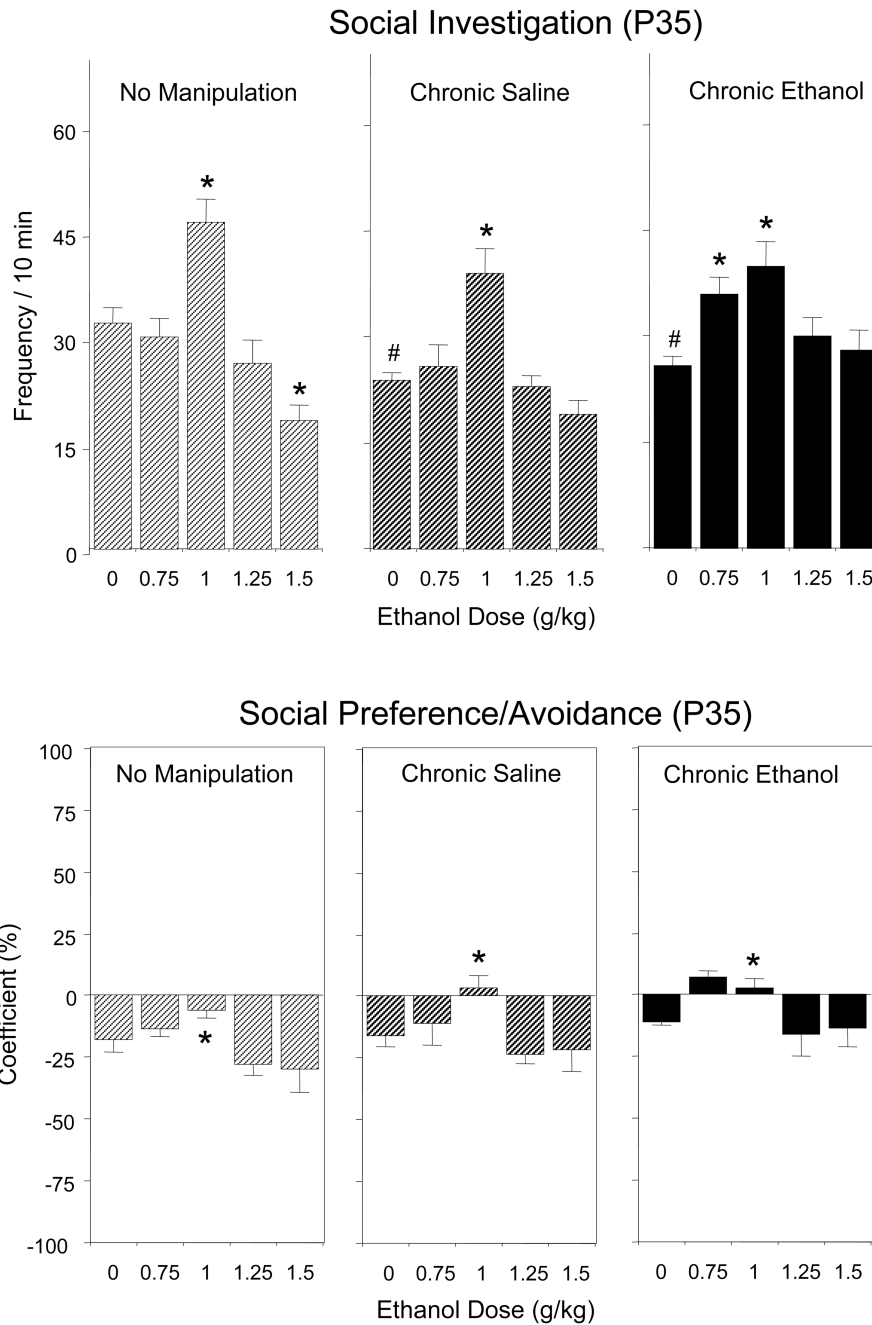 Social Investigation (P35)
No Manipulation
Chronic Saline
Chronic Ethanol
Frequency / 10 min
60
45
30
15
0
*
*
#
*
#
*
*
0 0.75 1 1.25 1.5
0 0.75 1 1.25 1.5
0 0.75 1 1.25 1.5
Ethanol Dose (g/kg)
Social Preference/Avoidance (P35)
No Manipulation
Chronic Saline
Chronic Ethanol
Coefficient (%)
100
75
50
25
0
-25
-50
-75
-100
*
*
*
0 0.75 1 1.25 1.5
0 0.75 1 1.25 1.5
0 0.75 1 1.25 1.5
Ethanol Dose (g/kg)